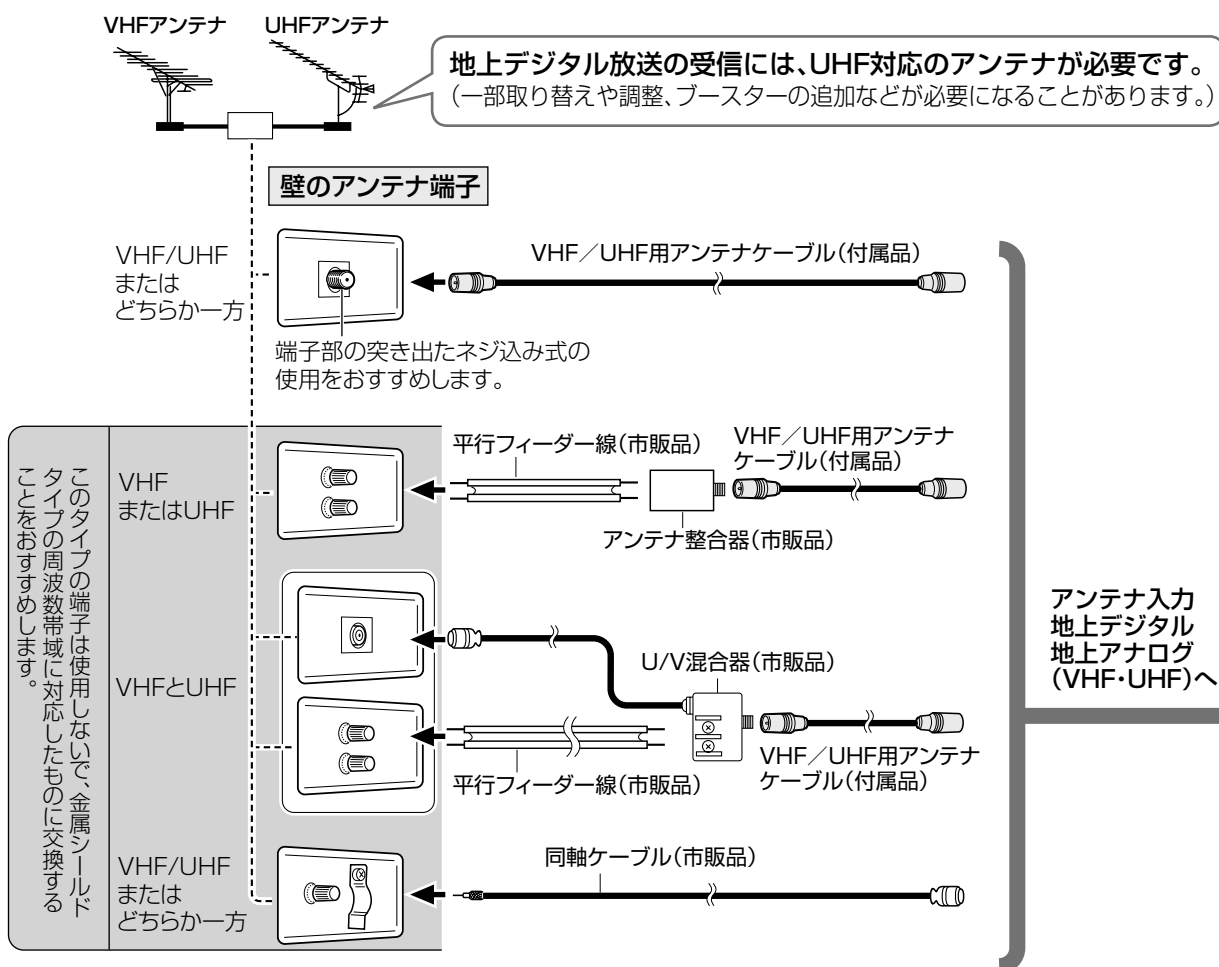 VHFアンテナ
UHFアンテナ
地上デジタル放送の受信には、UHF対応のアンテナが必要です。
（一部取り替えや調整、ブースターの追加などが必要になることがあります。）
壁のアンテナ端子
VHF/UHF
または
どちらか一方
VHF／UHF用アンテナケーブル（付属品）
端子部の突き出たネジ込み式の
使用をおすすめします。
このタイプの端子は使用しないで、金属シールド
タイプの周波数帯域に対応したものに交換する
ことをおすすめします。
VHF
またはUHF
平行フィーダー線（市販品）
VHF／UHF用アンテナ
ケーブル（付属品）
アンテナ整合器（市販品）
VHFとUHF
U/V混合器（市販品）
平行フィーダー線（市販品）
VHF／UHF用アンテナ
ケーブル（付属品）
VHF/UHF
または
どちらか一方
同軸ケーブル（市販品）
アンテナ入力
地上デジタル
地上アナログ
（VHF・UHF）へ